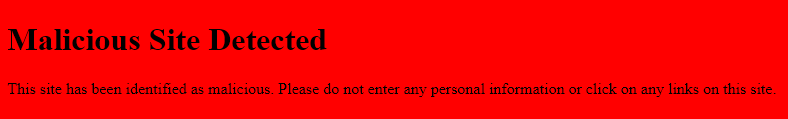 Malicious Site Detected
This site has been identified as malicious. Please do not enter any personal information or click on any links on this site.